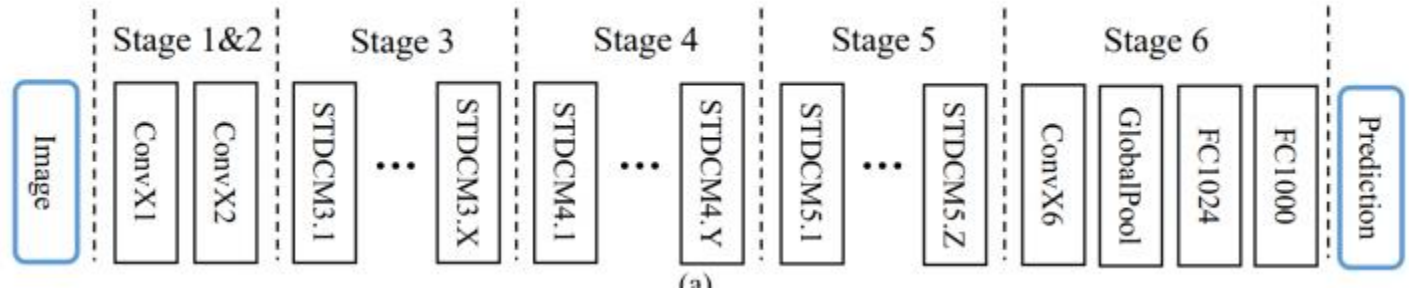 Stage 1&2
Stage 3
Stage 4
Stage 5
Stage 6
Image
ConvX1
ConvX2
STDCM3.1
...
STDCM3.X
STDCM4.1
...
STDCM4.Y
STDCM5.1
...
STDCM5.Z
ConvX6
GlobalPool
FC1024
FC1000
Prediction
(a)